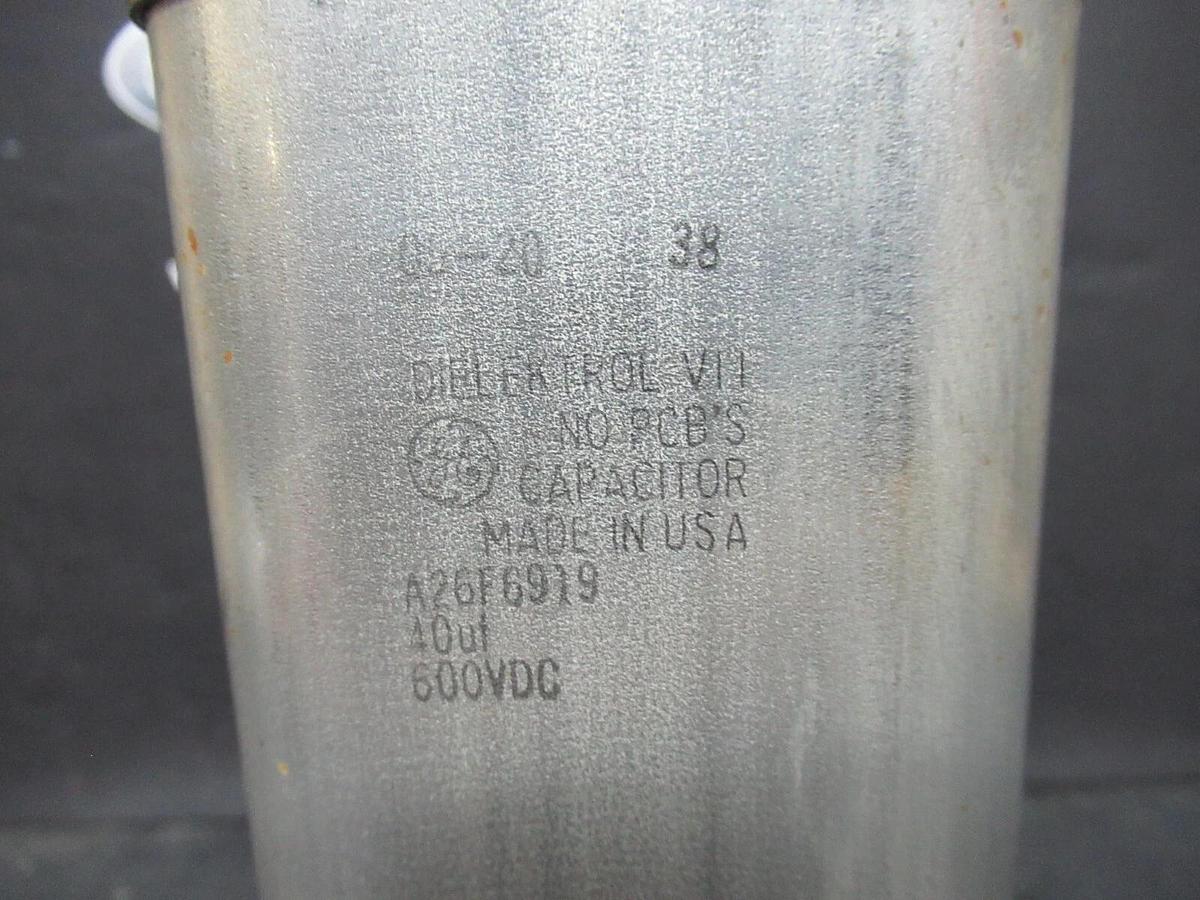 38
DIELEKTROL VII
NO PCB'S
CAPACITOR
MADE IN USA
A26F6919
40uf
600VDC